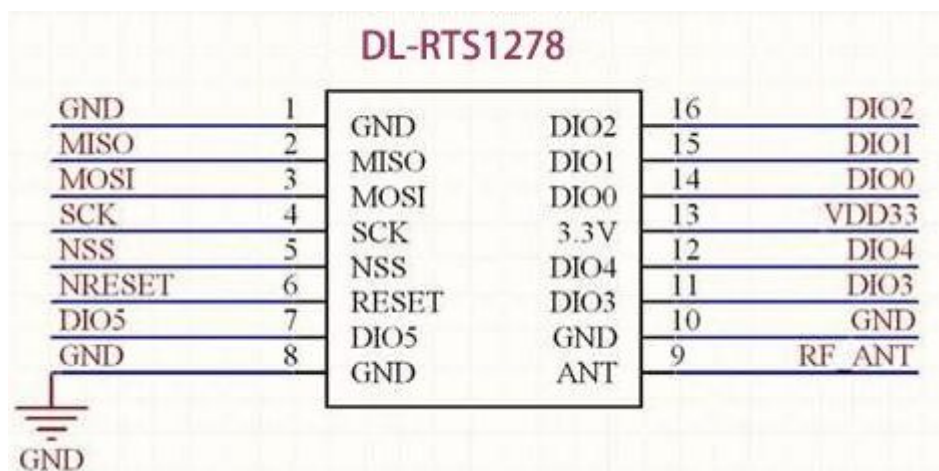 DL-RTS1278
GND 1 GND DIO2 16 DIO2
MISO 2 MISO DIO1 15 DIO1
MOSI 3 MOSI DIO0 14 DIO0
SCK 4 SCK 3.3V 13 VDD33
NSS 5 NSS DIO4 12 DIO4
NRESET 6 RESET DIO3 11 DIO3
DIO5 7 DIO5 GND 10 GND
GND 8 GND ANT 9 RF_ANT
GND